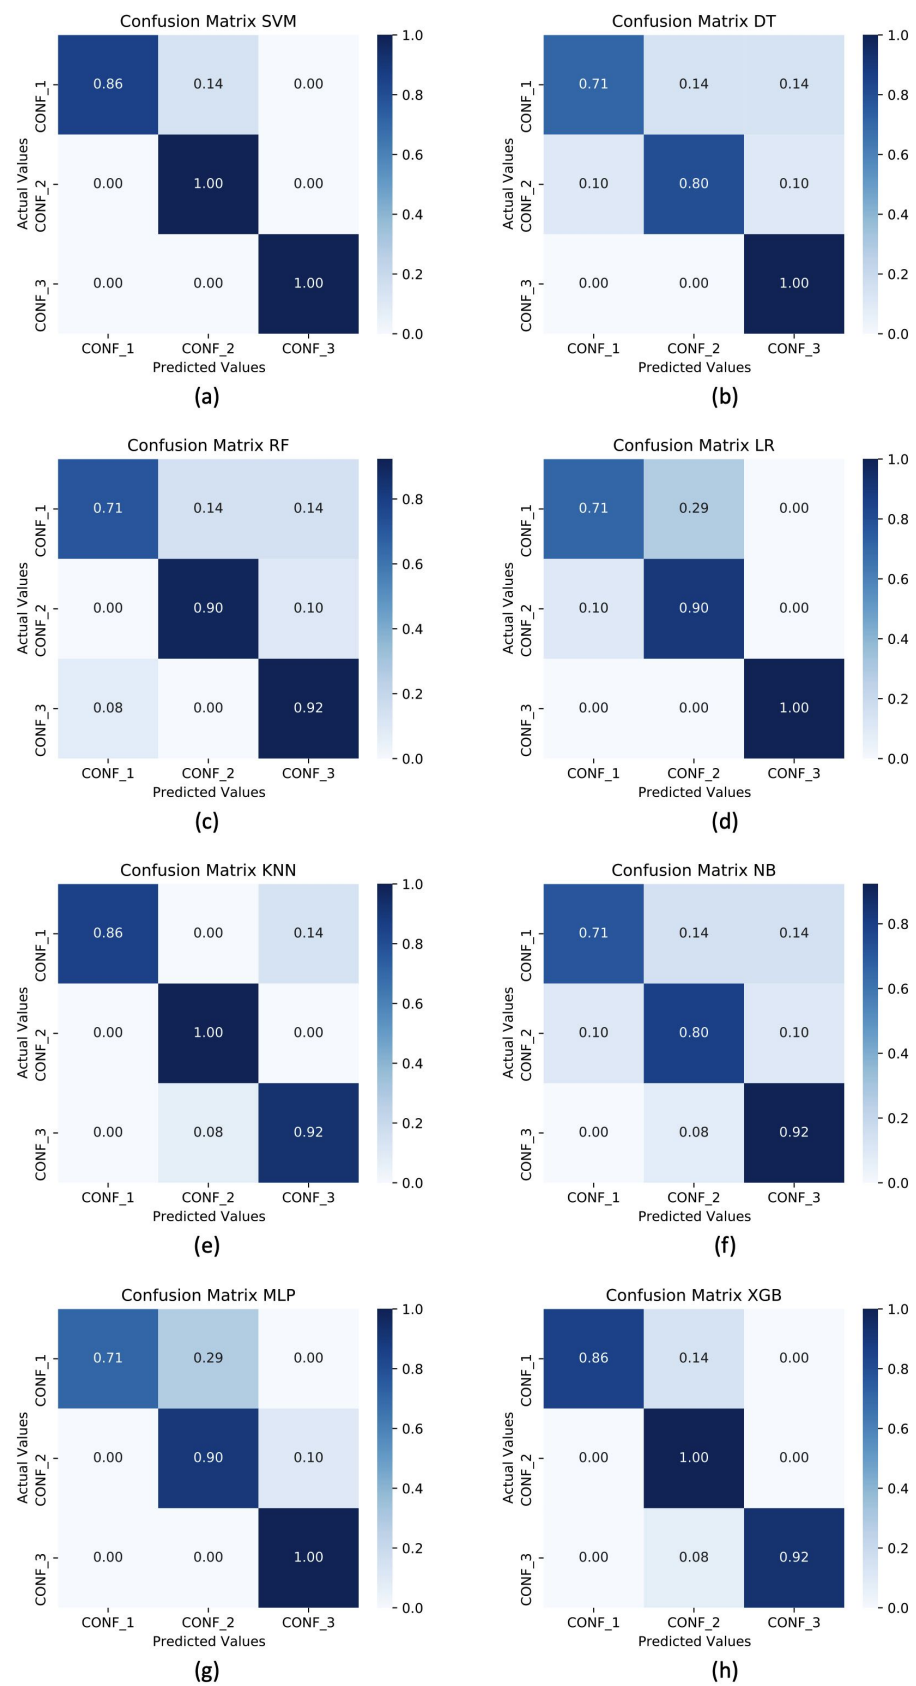 Confusion Matrix SVM
CONF_1 0.86 0.14 0.00
CONF_2 0.00 1.00 0.00
CONF_3 0.00 0.00 1.00
Actual Values
CONF_1 CONF_2 CONF_3
Predicted Values
1.0
0.8
0.6
0.4
0.2
0.0
(a)
Confusion Matrix DT
CONF_1 0.71 0.14 0.14
CONF_2 0.10 0.80 0.10
CONF_3 0.00 0.00 1.00
Actual Values
CONF_1 CONF_2 CONF_3
Predicted Values
1.0
0.8
0.6
0.4
0.2
0.0
(b)
Confusion Matrix RF
CONF_1 0.71 0.14 0.14
CONF_2 0.00 0.90 0.10
CONF_3 0.08 0.00 0.92
Actual Values
CONF_1 CONF_2 CONF_3
Predicted Values
0.8
0.6
0.4
0.2
0.0
(c)
Confusion Matrix LR
CONF_1 0.71 0.29 0.00
CONF_2 0.10 0.90 0.00
CONF_3 0.00 0.00 1.00
Actual Values
CONF_1 CONF_2 CONF_3
Predicted Values
1.0
0.8
0.6
0.4
0.2
0.0
(d)
Confusion Matrix KNN
CONF_1 0.86 0.00 0.14
CONF_2 0.00 1.00 0.00
CONF_3 0.00 0.08 0.92
Actual Values
CONF_1 CONF_2 CONF_3
Predicted Values
1.0
0.8
0.6
0.4
0.2
0.0
(e)
Confusion Matrix NB
CONF_1 0.71 0.14 0.14
CONF_2 0.10 0.80 0.10
CONF_3 0.00 0.08 0.92
Actual Values
CONF_1 CONF_2 CONF_3
Predicted Values
0.8
0.6
0.4
0.2
0.0
(f)
Confusion Matrix MLP
CONF_1 0.71 0.29 0.00
CONF_2 0.00 0.90 0.10
CONF_3 0.00 0.00 1.00
Actual Values
CONF_1 CONF_2 CONF_3
Predicted Values
1.0
0.8
0.6
0.4
0.2
0.0
(g)
Confusion Matrix XGB
CONF_1 0.86 0.14 0.00
CONF_2 0.00 1.00 0.00
CONF_3 0.00 0.08 0.92
Actual Values
CONF_1 CONF_2 CONF_3
Predicted Values
1.0
0.8
0.6
0.4
0.2
0.0
(h)